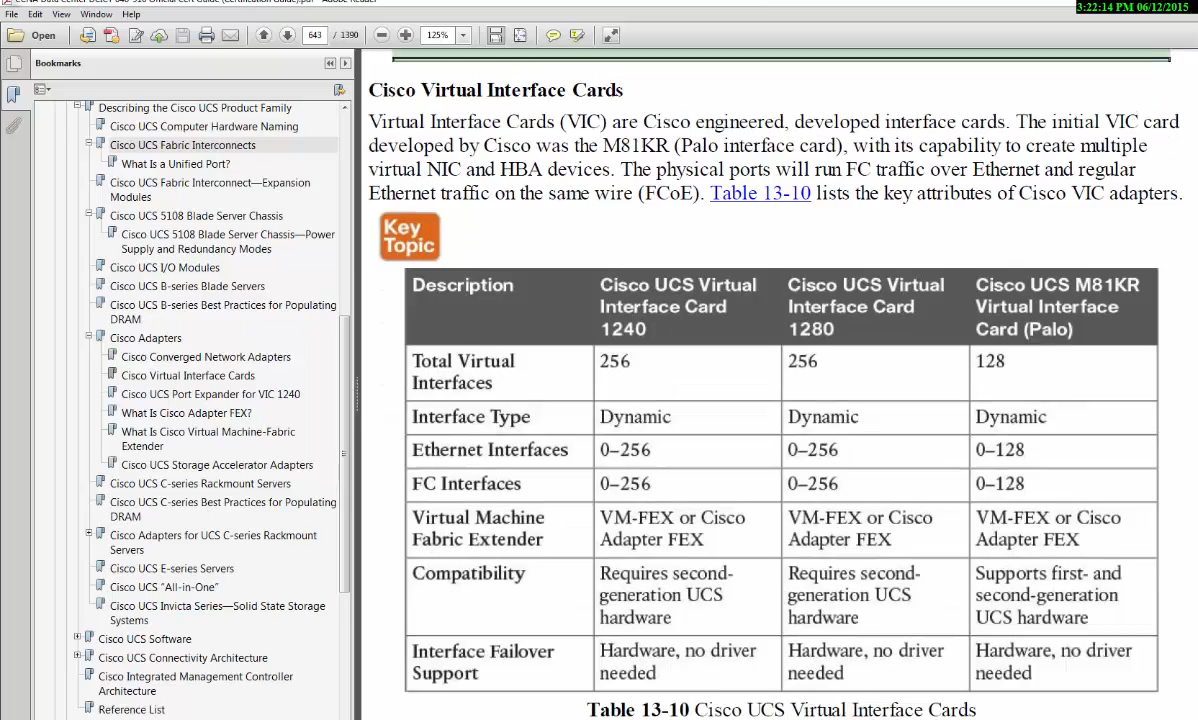 3:22:14 PM 06/12/2015
File Edit View Window Help
Open 643 / 1390 125%
Bookmarks
Describing the Cisco UCS Product Family
Cisco UCS Computer Hardware Naming
Cisco UCS Fabric Interconnects
What Is a Unified Port?
Cisco UCS Fabric Interconnect—Expansion
Modules
Cisco UCS 5108 Blade Server Chassis
Cisco UCS 5108 Blade Server Chassis—Power
Supply and Redundancy Modes
Cisco UCS I/O Modules
Cisco UCS B-series Blade Servers
Cisco UCS B-series Best Practices for Populating
DRAM
Cisco Adapters
Cisco Converged Network Adapters
Cisco Virtual Interface Cards
Cisco UCS Port Expander for VIC 1240
What Is Cisco Adapter FEX?
What Is Cisco Virtual Machine-Fabric
Extender
Cisco UCS Storage Accelerator Adapters
Cisco UCS C-series Rackmount Servers
Cisco UCS C-series Best Practices for Populating
DRAM
Cisco Adapters for UCS C-series Rackmount
Servers
Cisco UCS E-series Servers
Cisco UCS "All-in-One"
Cisco UCS Invicta Series—Solid State Storage
Systems
Cisco UCS Software
Cisco UCS Connectivity Architecture
Cisco Integrated Management Controller
Architecture
Reference List
Cisco Virtual Interface Cards
Virtual Interface Cards (VIC) are Cisco engineered, developed interface cards. The initial VIC card
developed by Cisco was the M81KR (Palo interface card), with its capability to create multiple
virtual NIC and HBA devices. The physical ports will run FC traffic over Ethernet and regular
Ethernet traffic on the same wire (FCoE). Table 13-10 lists the key attributes of Cisco VIC adapters.
Key
Topic
Description
Cisco UCS Virtual
Interface Card
1240
Cisco UCS Virtual
Interface Card
1280
Cisco UCS M81KR
Virtual Interface
Card (Palo)
Total Virtual
Interfaces
256
256
128
Interface Type
Dynamic
Dynamic
Dynamic
Ethernet Interfaces
0–256
0–256
0–128
FC Interfaces
0–256
0–256
0–128
Virtual Machine
Fabric Extender
VM-FEX or Cisco
Adapter FEX
VM-FEX or Cisco
Adapter FEX
VM-FEX or Cisco
Adapter FEX
Compatibility
Requires second-
generation UCS
hardware
Requires second-
generation UCS
hardware
Supports first- and
second-generation
UCS hardware
Interface Failover
Support
Hardware, no driver
needed
Hardware, no driver
needed
Hardware, no driver
needed
Table 13-10 Cisco UCS Virtual Interface Cards